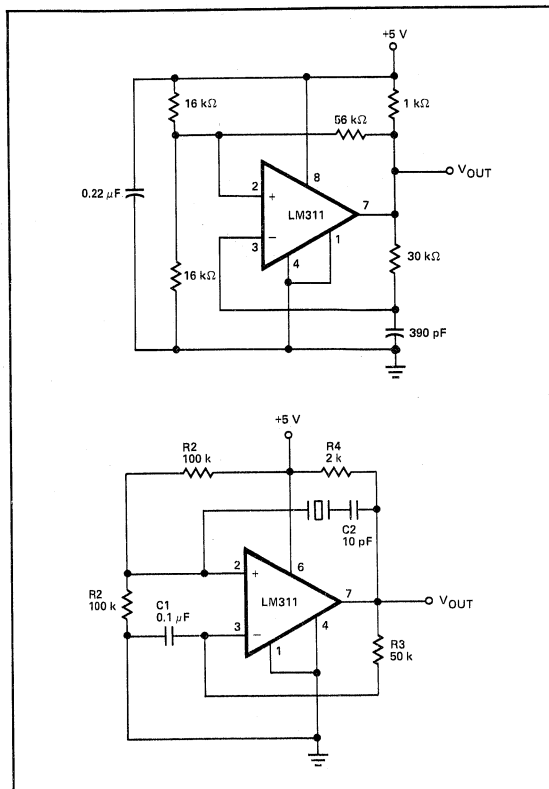 +5 V
16 kΩ
1 kΩ
56 kΩ
0.22 μF
2
8
+
LM311
7
VOUT
−
3
1
4
16 kΩ
30 kΩ
390 pF
+5 V
R2
100 k
R4
2 k
C2
10 pF
2
6
+
LM311
7
VOUT
R2
100 k
C1
0.1 μF
3
−
4
1
R3
50 k